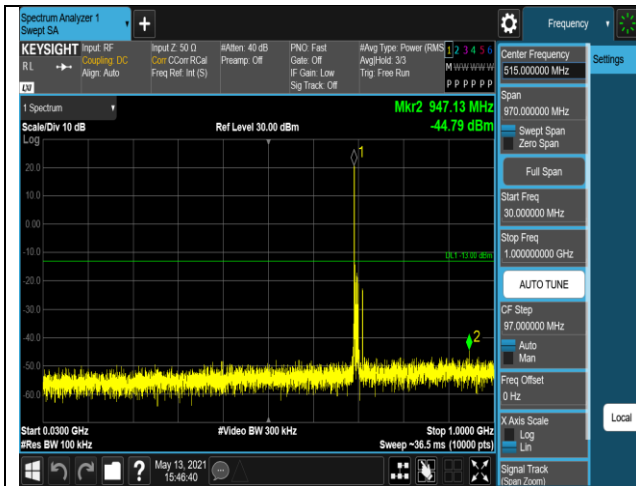 Spectrum Analyzer 1
Swept SA
Frequency
KEYSIGHT
RL
Input: RF
Coupling: DC
Align: Auto
Input Z: 50 Ω
Corr CCorr RCal
Freq Ref: Int (S)
#Atten: 40 dB
Preamp: Off
PNO: Fast
Gate: Off
IF Gain: Low
Sig Track: Off
#Avg Type: Power (RMS
Avg|Hold: 3/3
Trig: Free Run
1 2 3 4 5 6
M W W W W W
P P P P P P
LXI
1 Spectrum
Scale/Div 10 dB
Log
Ref Level 30.00 dBm
Mkr2 947.13 MHz
-44.79 dBm
1
20.0
10.0
0.00
-10.0
DL1 -13.00 dBm
-20.0
-30.0
-40.0
2
-50.0
-60.0
Start 0.0300 GHz
#Res BW 100 kHz
#Video BW 300 kHz
Stop 1.0000 GHz
Sweep ~36.5 ms (10000 pts)
?
May 13, 2021
15:46:40
Center Frequency
515.000000 MHz
Settings
Span
970.000000 MHz
Swept Span
Zero Span
Full Span
Start Freq
30.000000 MHz
Stop Freq
1.000000000 GHz
AUTO TUNE
CF Step
97.000000 MHz
Auto
Man
Freq Offset
0 Hz
X Axis Scale
Log
Lin
Local
Signal Track
(Span Zoom)